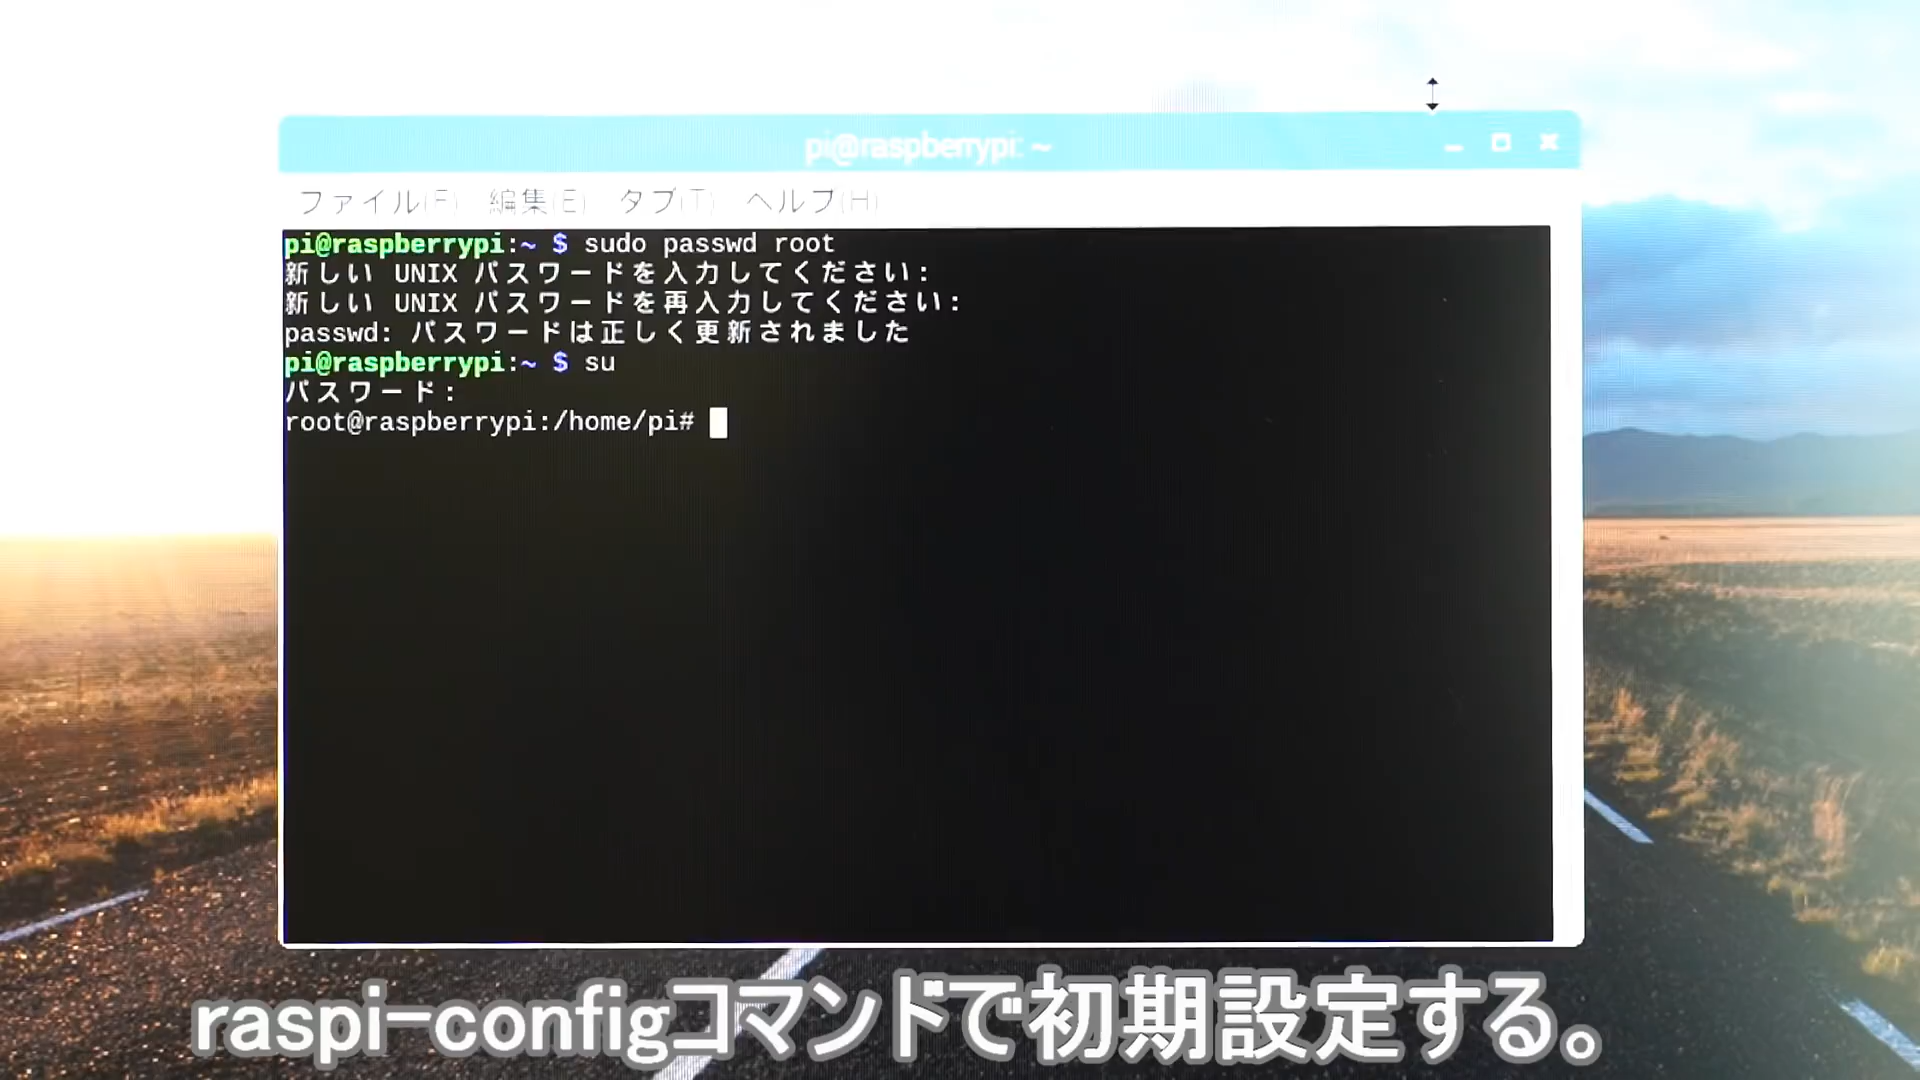 pi@raspberrypi: ~
ファイル(F) 編集(E) タブ(T) ヘルプ(H)
pi@raspberrypi:~ $ sudo passwd root
新しい UNIX パスワードを入力してください:
新しい UNIX パスワードを再入力してください:
passwd: パスワードは正しく更新されました
pi@raspberrypi:~ $ su
パスワード:
root@raspberrypi:/home/pi#
raspi-configコマンドで初期設定する。